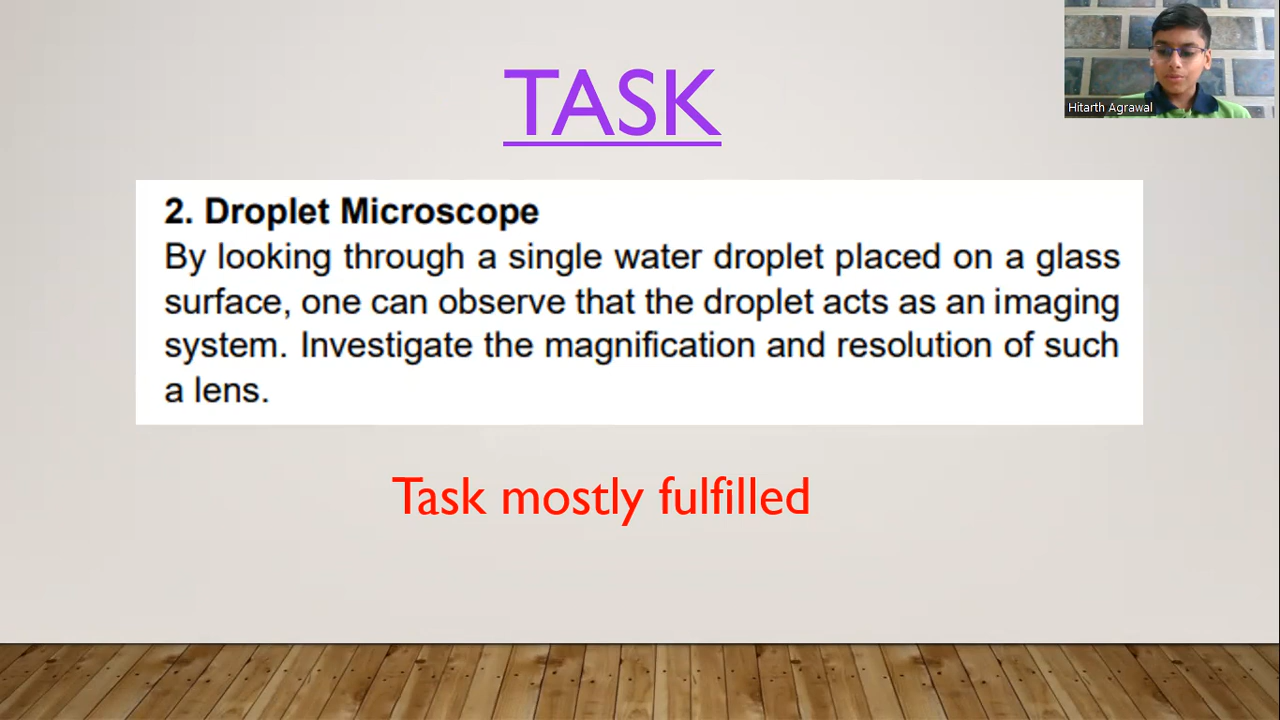 TASK
Hitarth Agrawal
2. Droplet Microscope
By looking through a single water droplet placed on a glass
surface, one can observe that the droplet acts as an imaging
system. Investigate the magnification and resolution of such
a lens.
Task mostly fulfilled